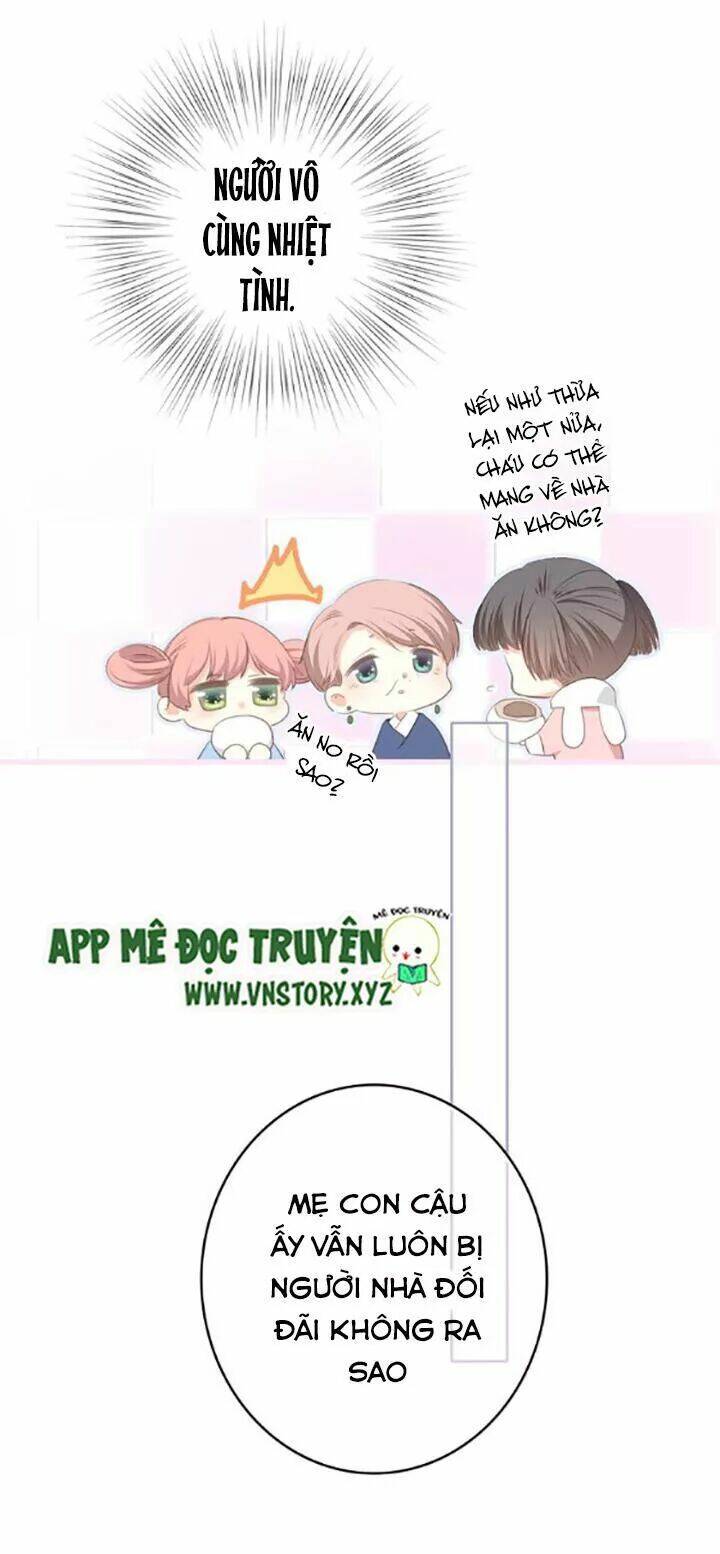 NGƯỜI VÔ
CÙNG NHIỆT
TÌNH.
NẾU NHƯ THỪA
LẠI MỘT NỬA,
CHÁU CÓ THỂ
MANG VỀ NHÀ
ĂN KHÔNG?
ĂN NO RỒI
SAO?
MÊ ĐỌC TRUYỆN
APP MÊ ĐỌC TRUYỆN
WWW.VNSTORY.XYZ
MẸ CON CẬU
ẤY VẪN LUÔN BỊ
NGƯỜI NHÀ ĐỐI
ĐÃI KHÔNG RA
SAO